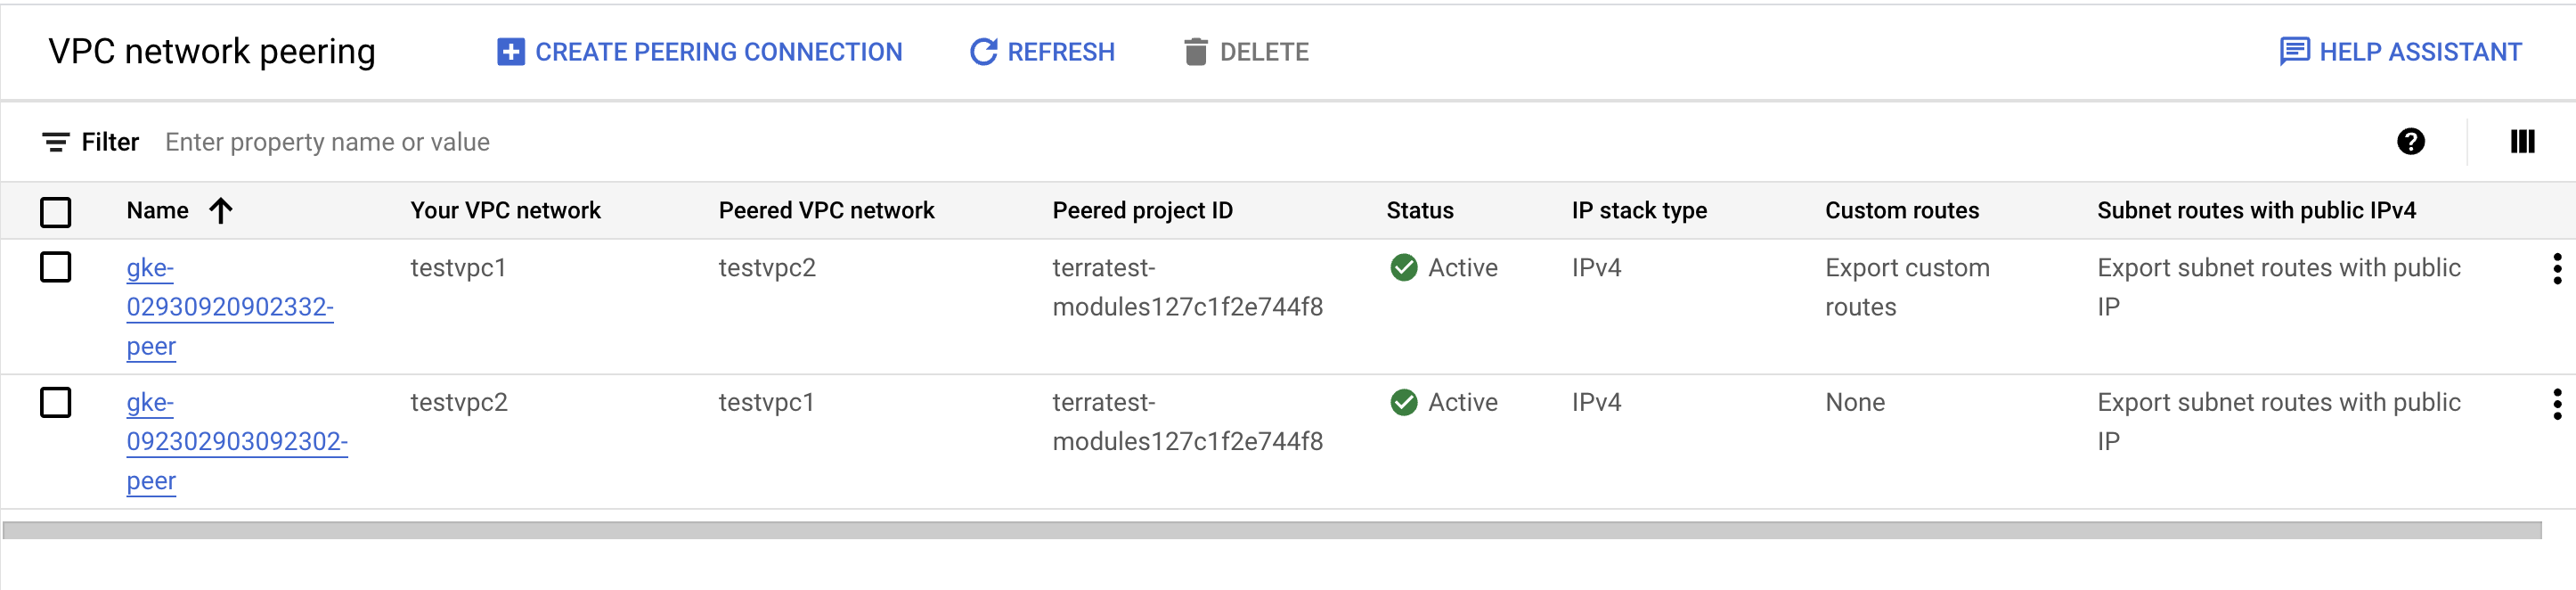 VPC network peering CREATE PEERING CONNECTION REFRESH DELETE HELP ASSISTANT
Filter Enter property name or value
Name Your VPC network Peered VPC network Peered project ID Status IP stack type Custom routes Subnet routes with public IPv4
gke- testvpc1 testvpc2 terratest- Active IPv4 Export custom Export subnet routes with public
02930920902332- modules127c1f2e744f8 routes IP
peer
gke- testvpc2 testvpc1 terratest- Active IPv4 None Export subnet routes with public
092302903092302- modules127c1f2e744f8 IP
peer